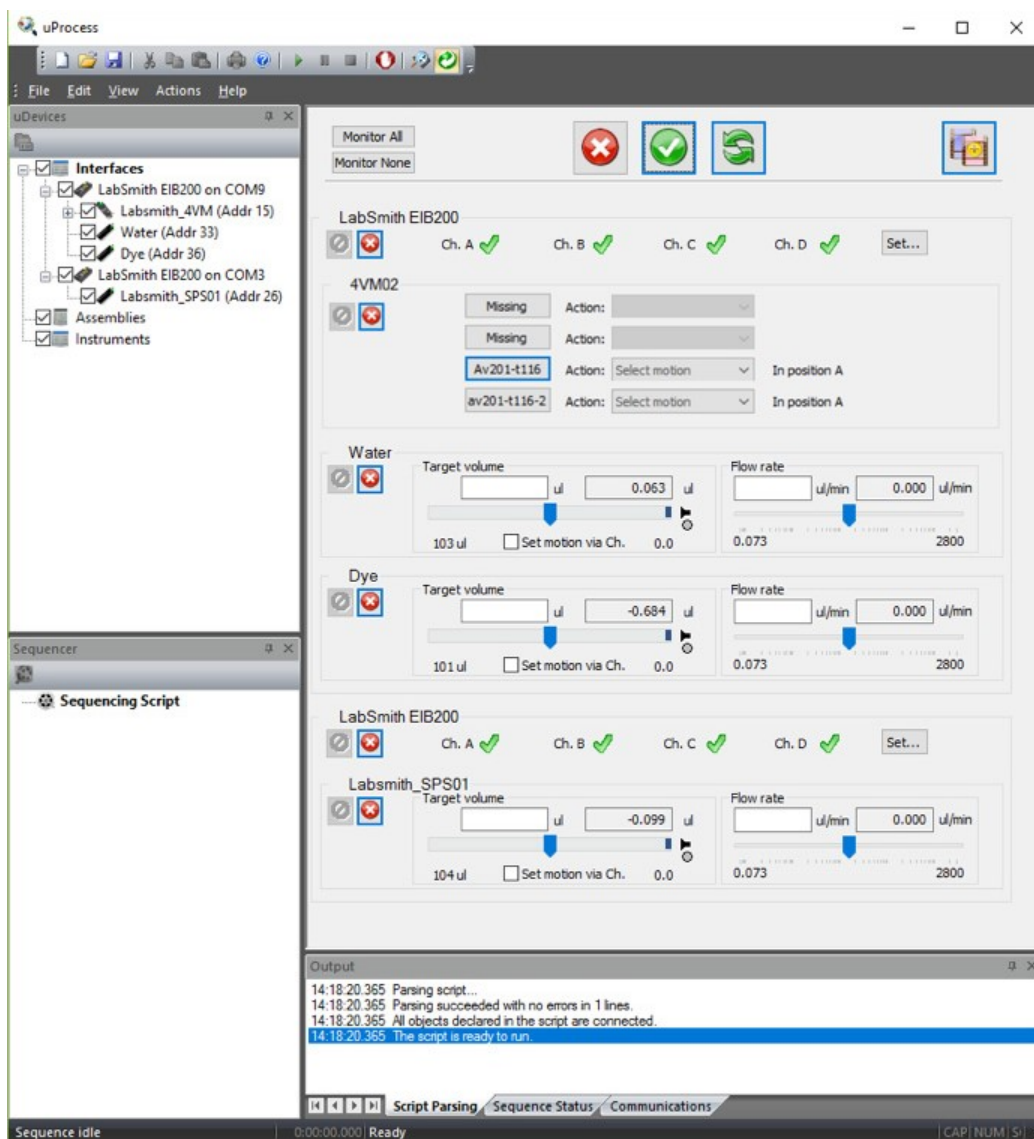 uProcess
File Edit View Actions Help
uDevices
Interfaces
LabSmith EIB200 on COM9
Labsmith_4VM (Addr 15)
Water (Addr 33)
Dye (Addr 36)
LabSmith EIB200 on COM3
Labsmith_SPS01 (Addr 26)
Assemblies
Instruments
Sequencer
Sequencing Script
Monitor All
Monitor None
LabSmith EIB200
Ch. A Ch. B Ch. C Ch. D Set...
4VM02
Missing Action:
Missing Action:
Av201-t116 Action: Select motion In position A
av201-t116-2 Action: Select motion In position A
Water
Target volume Flow rate
ul 0.063 ul ul/min 0.000 ul/min
103 ul Set motion via Ch. 0.0 0.073 2800
Dye
Target volume Flow rate
ul -0.684 ul ul/min 0.000 ul/min
101 ul Set motion via Ch. 0.0 0.073 2800
LabSmith EIB200
Ch. A Ch. B Ch. C Ch. D Set...
Labsmith_SPS01
Target volume Flow rate
ul -0.099 ul ul/min 0.000 ul/min
104 ul Set motion via Ch. 0.0 0.073 2800
Output
14:18:20.365 Parsing script...
14:18:20.365 Parsing succeeded with no errors in 1 lines.
14:18:20.365 All objects declared in the script are connected.
14:18:20.365 The script is ready to run.
Script Parsing Sequence Status Communications
Sequence idle 0:00:00.000 Ready CAP NUM